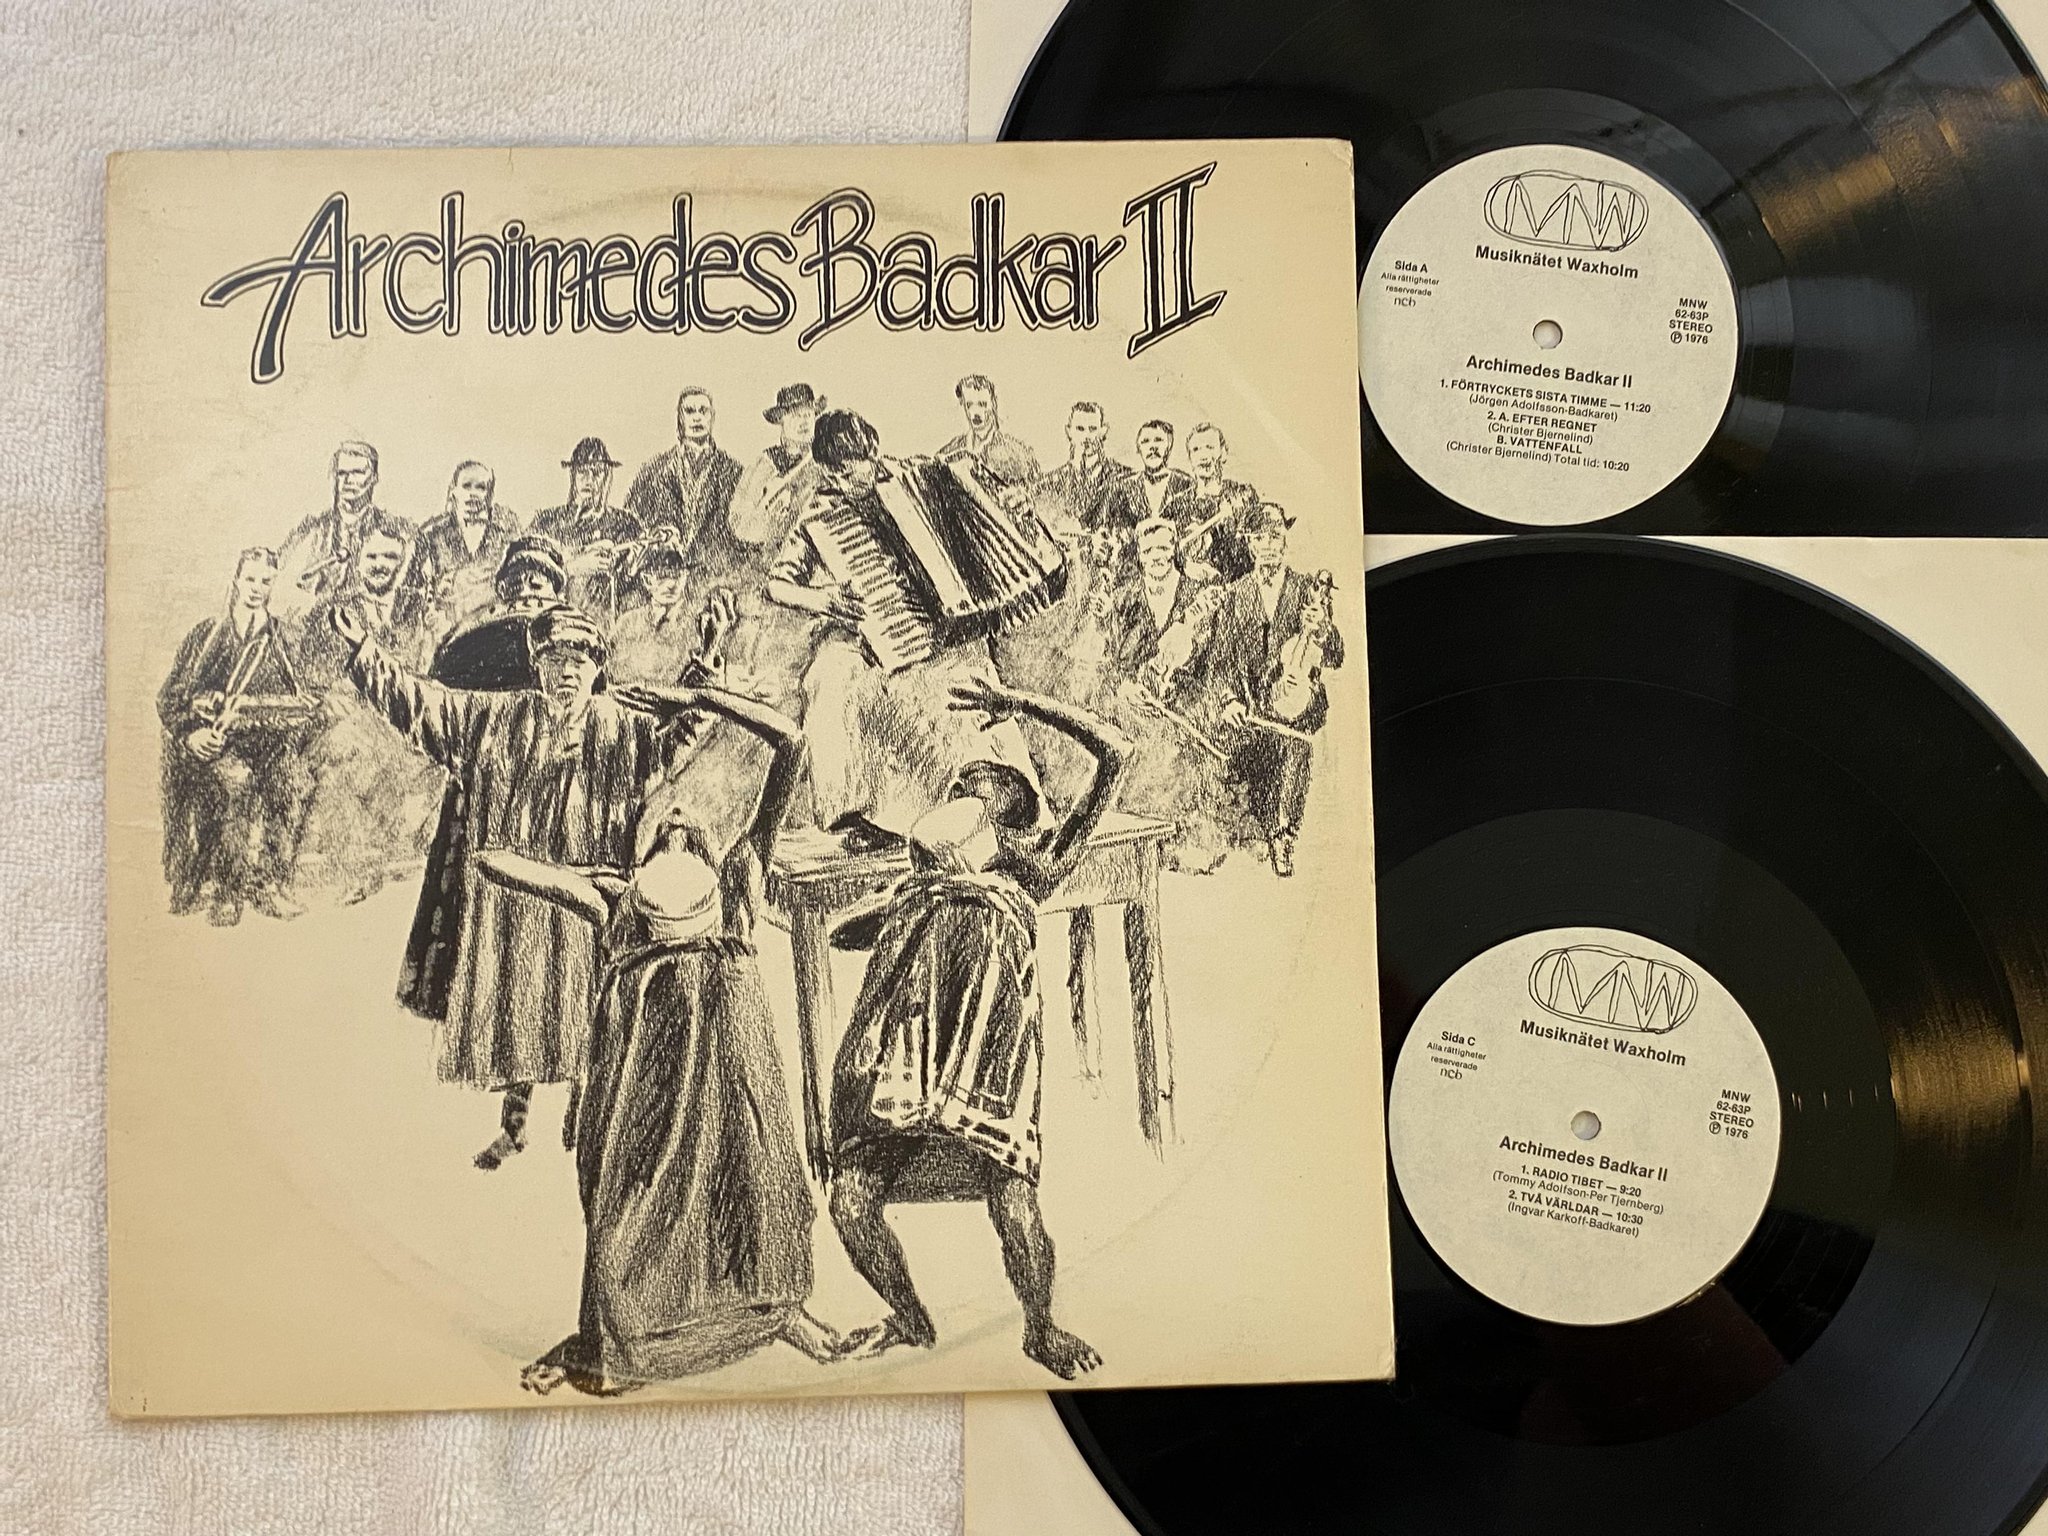 Archimedes Badkar II
MNW
Musiknätet Waxholm
Sida A
Alla rättigheter
reserverade
ncb
MNW
62-63P
STEREO
℗ 1976
Archimedes Badkar II
1. FÖRTRYCKETS SISTA TIMME — 11:20
(Jörgen Adolfsson-Badkaret)
2. A. EFTER REGNET
(Christer Bjernelind)
B. VATTENFALL
(Christer Bjernelind) Total tid: 10:20
MNW
Musiknätet Waxholm
Sida C
Alla rättigheter
reserverade
ncb
MNW
62-63P
STEREO
℗ 1976
Archimedes Badkar II
1. RADIO TIBET — 9:20
(Tommy Adolfson-Per Tjernberg)
2. TVÅ VÄRLDAR — 10:30
(Ingvar Karkoff-Badkaret)